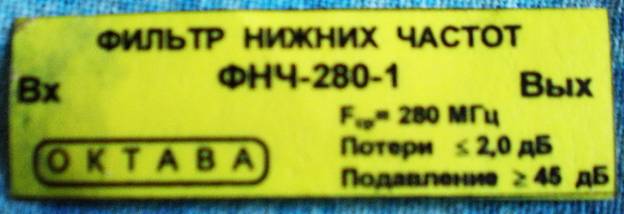 ФИЛЬТР НИЖНИХ ЧАСТОТ
ФНЧ-280-1
Вх
Вых
Fср= 280 МГц
Потери ≤ 2,0 дБ
ОКТАВА
Подавление ≥ 45 дБ